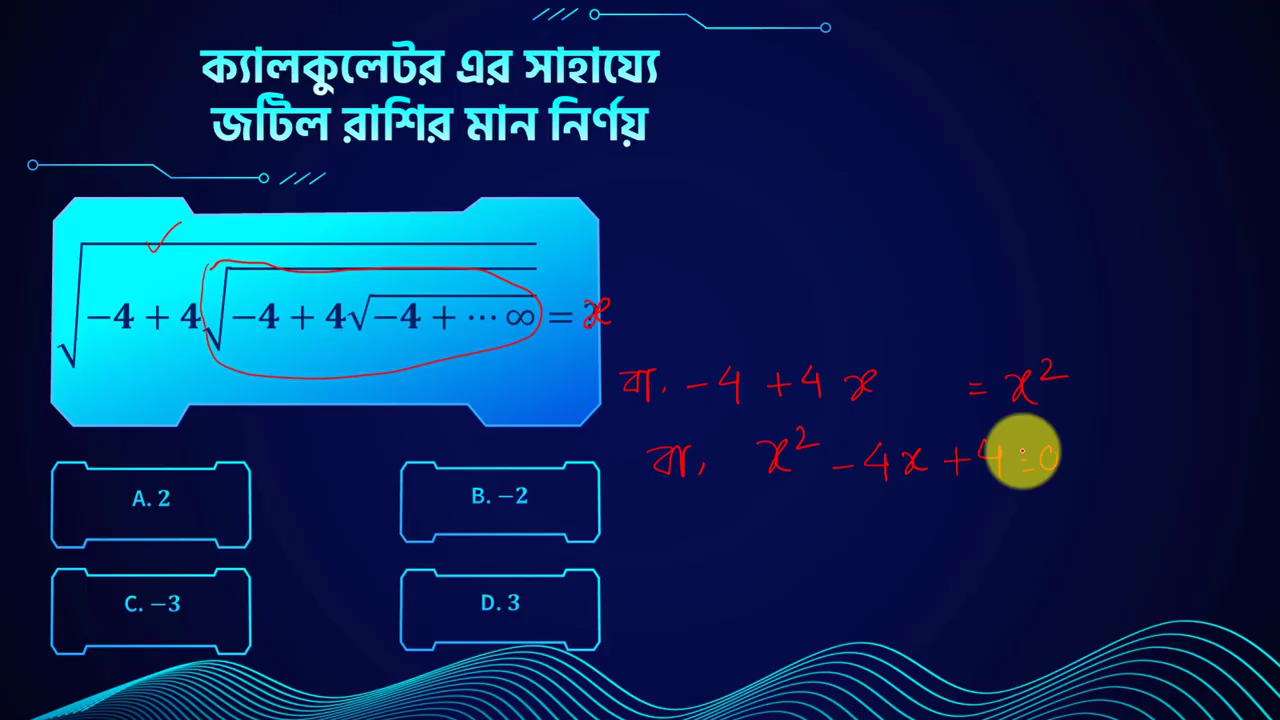 ক্যালকুলেটর এর সাহায্যে
জটিল রাশির মান নির্ণয়
√(−4 + 4√(−4 + 4√(−4 + ⋯ ∞))) = x
বা, −4 + 4x = x²
বা, x² − 4x + 4 = 0
A. 2
B. −2
C. −3
D. 3